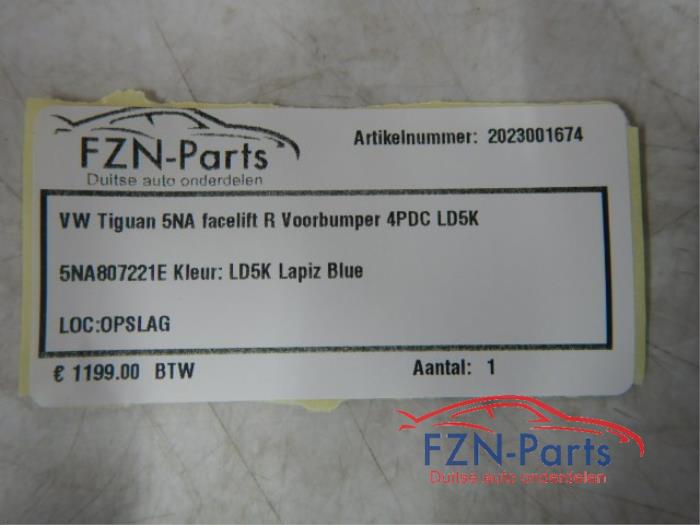 FZN-Parts
Duitse auto onderdelen
Artikelnummer: 2023001674
VW Tiguan 5NA facelift R Voorbumper 4PDC LD5K
5NA807221E Kleur: LD5K Lapiz Blue
LOC:OPSLAG
€ 1199.00 BTW
Aantal: 1
FZN-Parts
Duitse auto onderdelen